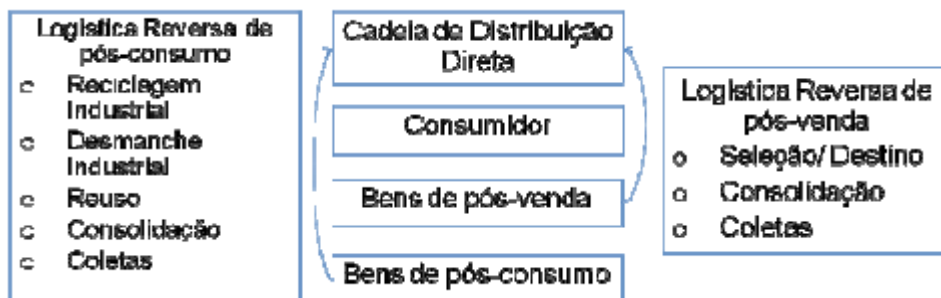 Logística Reversa de
pós-consumo
Reciclagem
Industrial
Desmanche
Industrial
Reuso
Consolidação
Coletas
Cadeia de Distribuição
Direta
Consumidor
Bens de pós-venda
Bens de pós-consumo
Logística Reversa de
pós-venda
Seleção/ Destino
Consolidação
Coletas